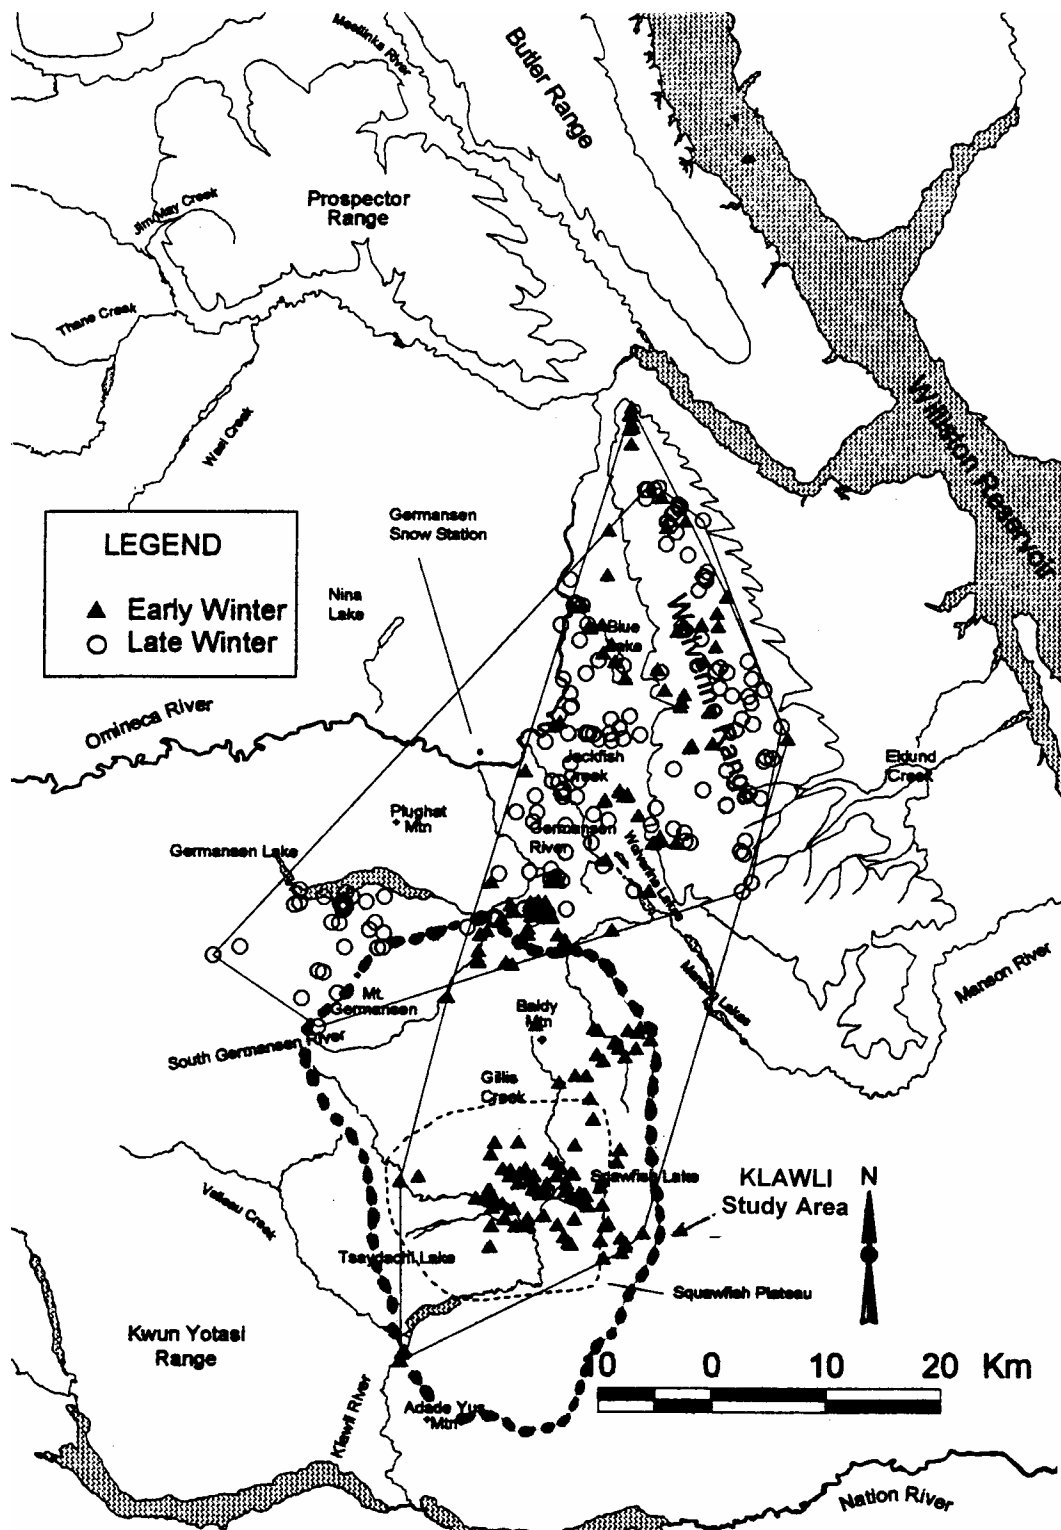 Mesilinka River
Butler Range
Jim May Creek
Prospector
Range
Thane Creek
Wasi Creek
Williston Reservoir
Germansen
Snow Station
LEGEND
Early Winter
Late Winter
Nina
Lake
Blue
Lake
Wolverine Range
Omineca River
Jackfish
Creek
Eklund
Creek
Plughat
Mtn
Germansen
River
Germansen Lake
Wolverine Lakes
Manson River
Manson Lakes
Mt.
Germansen
Baldy
Mtn
South Germansen River
Gillis
Creek
Squawfish Lake
KLAWLI
Study Area
N
Valleau Creek
Tsaydachi Lake
Squawfish Plateau
Kwun Yotasi
Range
10 0 10 20 Km
Klawli River
Adade Yus
Mtn
Nation River